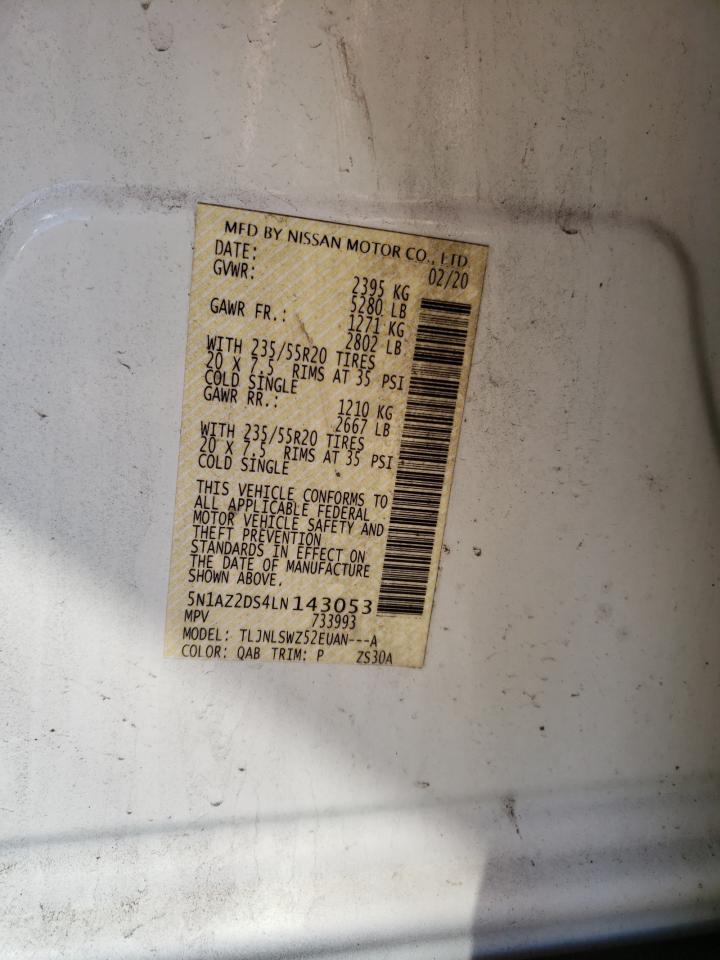 MFD BY NISSAN MOTOR CO., LTD
DATE: 02/20
GVWR: 2395 KG
5280 LB
GAWR FR.: 1271 KG
2802 LB
WITH 235/55R20 TIRES
20 X 7.5 RIMS AT 35 PSI
COLD SINGLE
GAWR RR.: 1210 KG
2667 LB
WITH 235/55R20 TIRES
20 X 7.5 RIMS AT 35 PSI
COLD SINGLE
THIS VEHICLE CONFORMS TO
ALL APPLICABLE FEDERAL
MOTOR VEHICLE SAFETY AND
THEFT PREVENTION
STANDARDS IN EFFECT ON
THE DATE OF MANUFACTURE
SHOWN ABOVE.
5N1AZ2DS4LN143053
MPV 733993
MODEL: TLJNLSWZ52EUAN---A
COLOR: QAB TRIM: P ZS30A